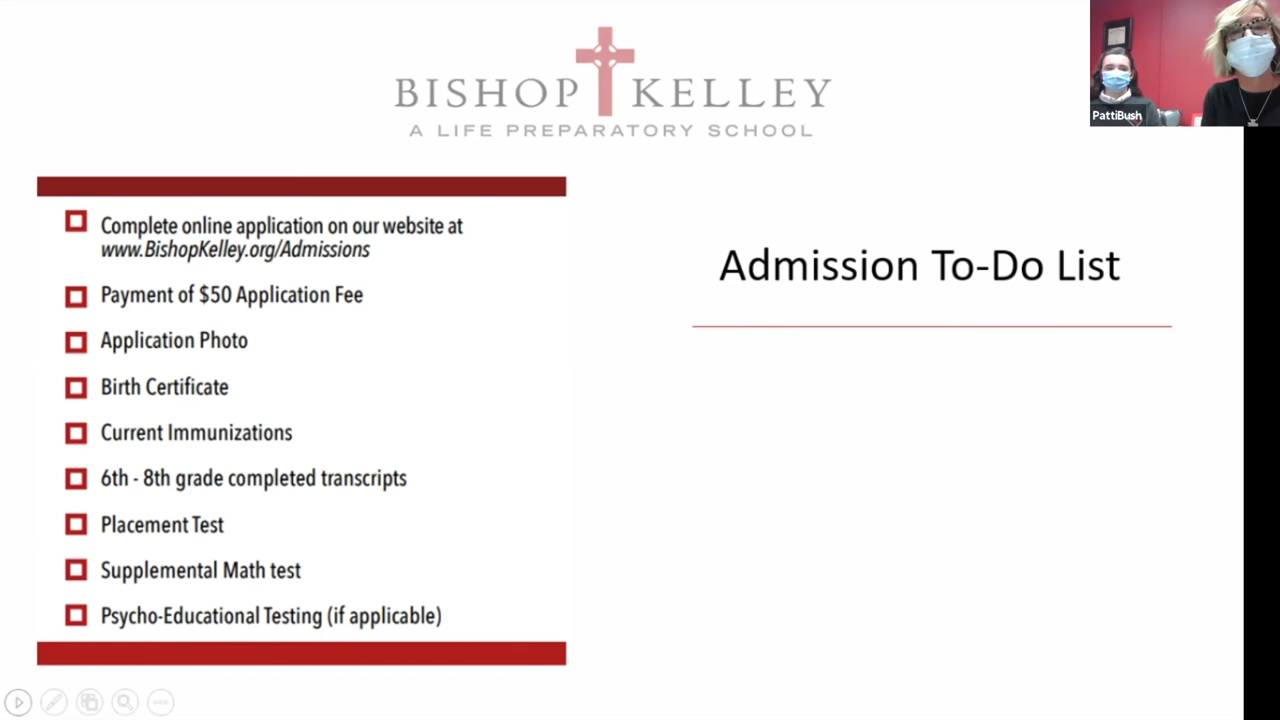 BISHOP KELLEY
A LIFE PREPARATORY SCHOOL
PattiBush
Complete online application on our website at
www.BishopKelley.org/Admissions
Payment of $50 Application Fee
Application Photo
Birth Certificate
Current Immunizations
6th - 8th grade completed transcripts
Placement Test
Supplemental Math test
Psycho-Educational Testing (if applicable)
Admission To-Do List